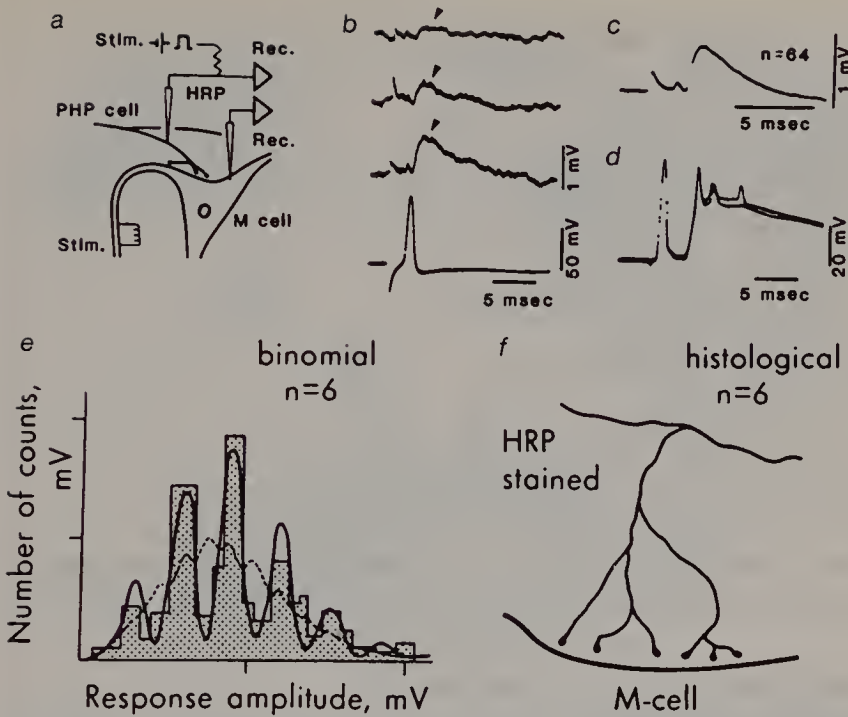 a
Stim.
Rec.
HRP
PHP cell
Rec.
M cell
Stim.
b
1 mV
50 mV
5 msec
c
n=64
1 mV
5 msec
d
20 mV
5 msec
e
binomial
n=6
Number of counts,
mV
Response amplitude, mV
f
histological
n=6
HRP
stained
M-cell